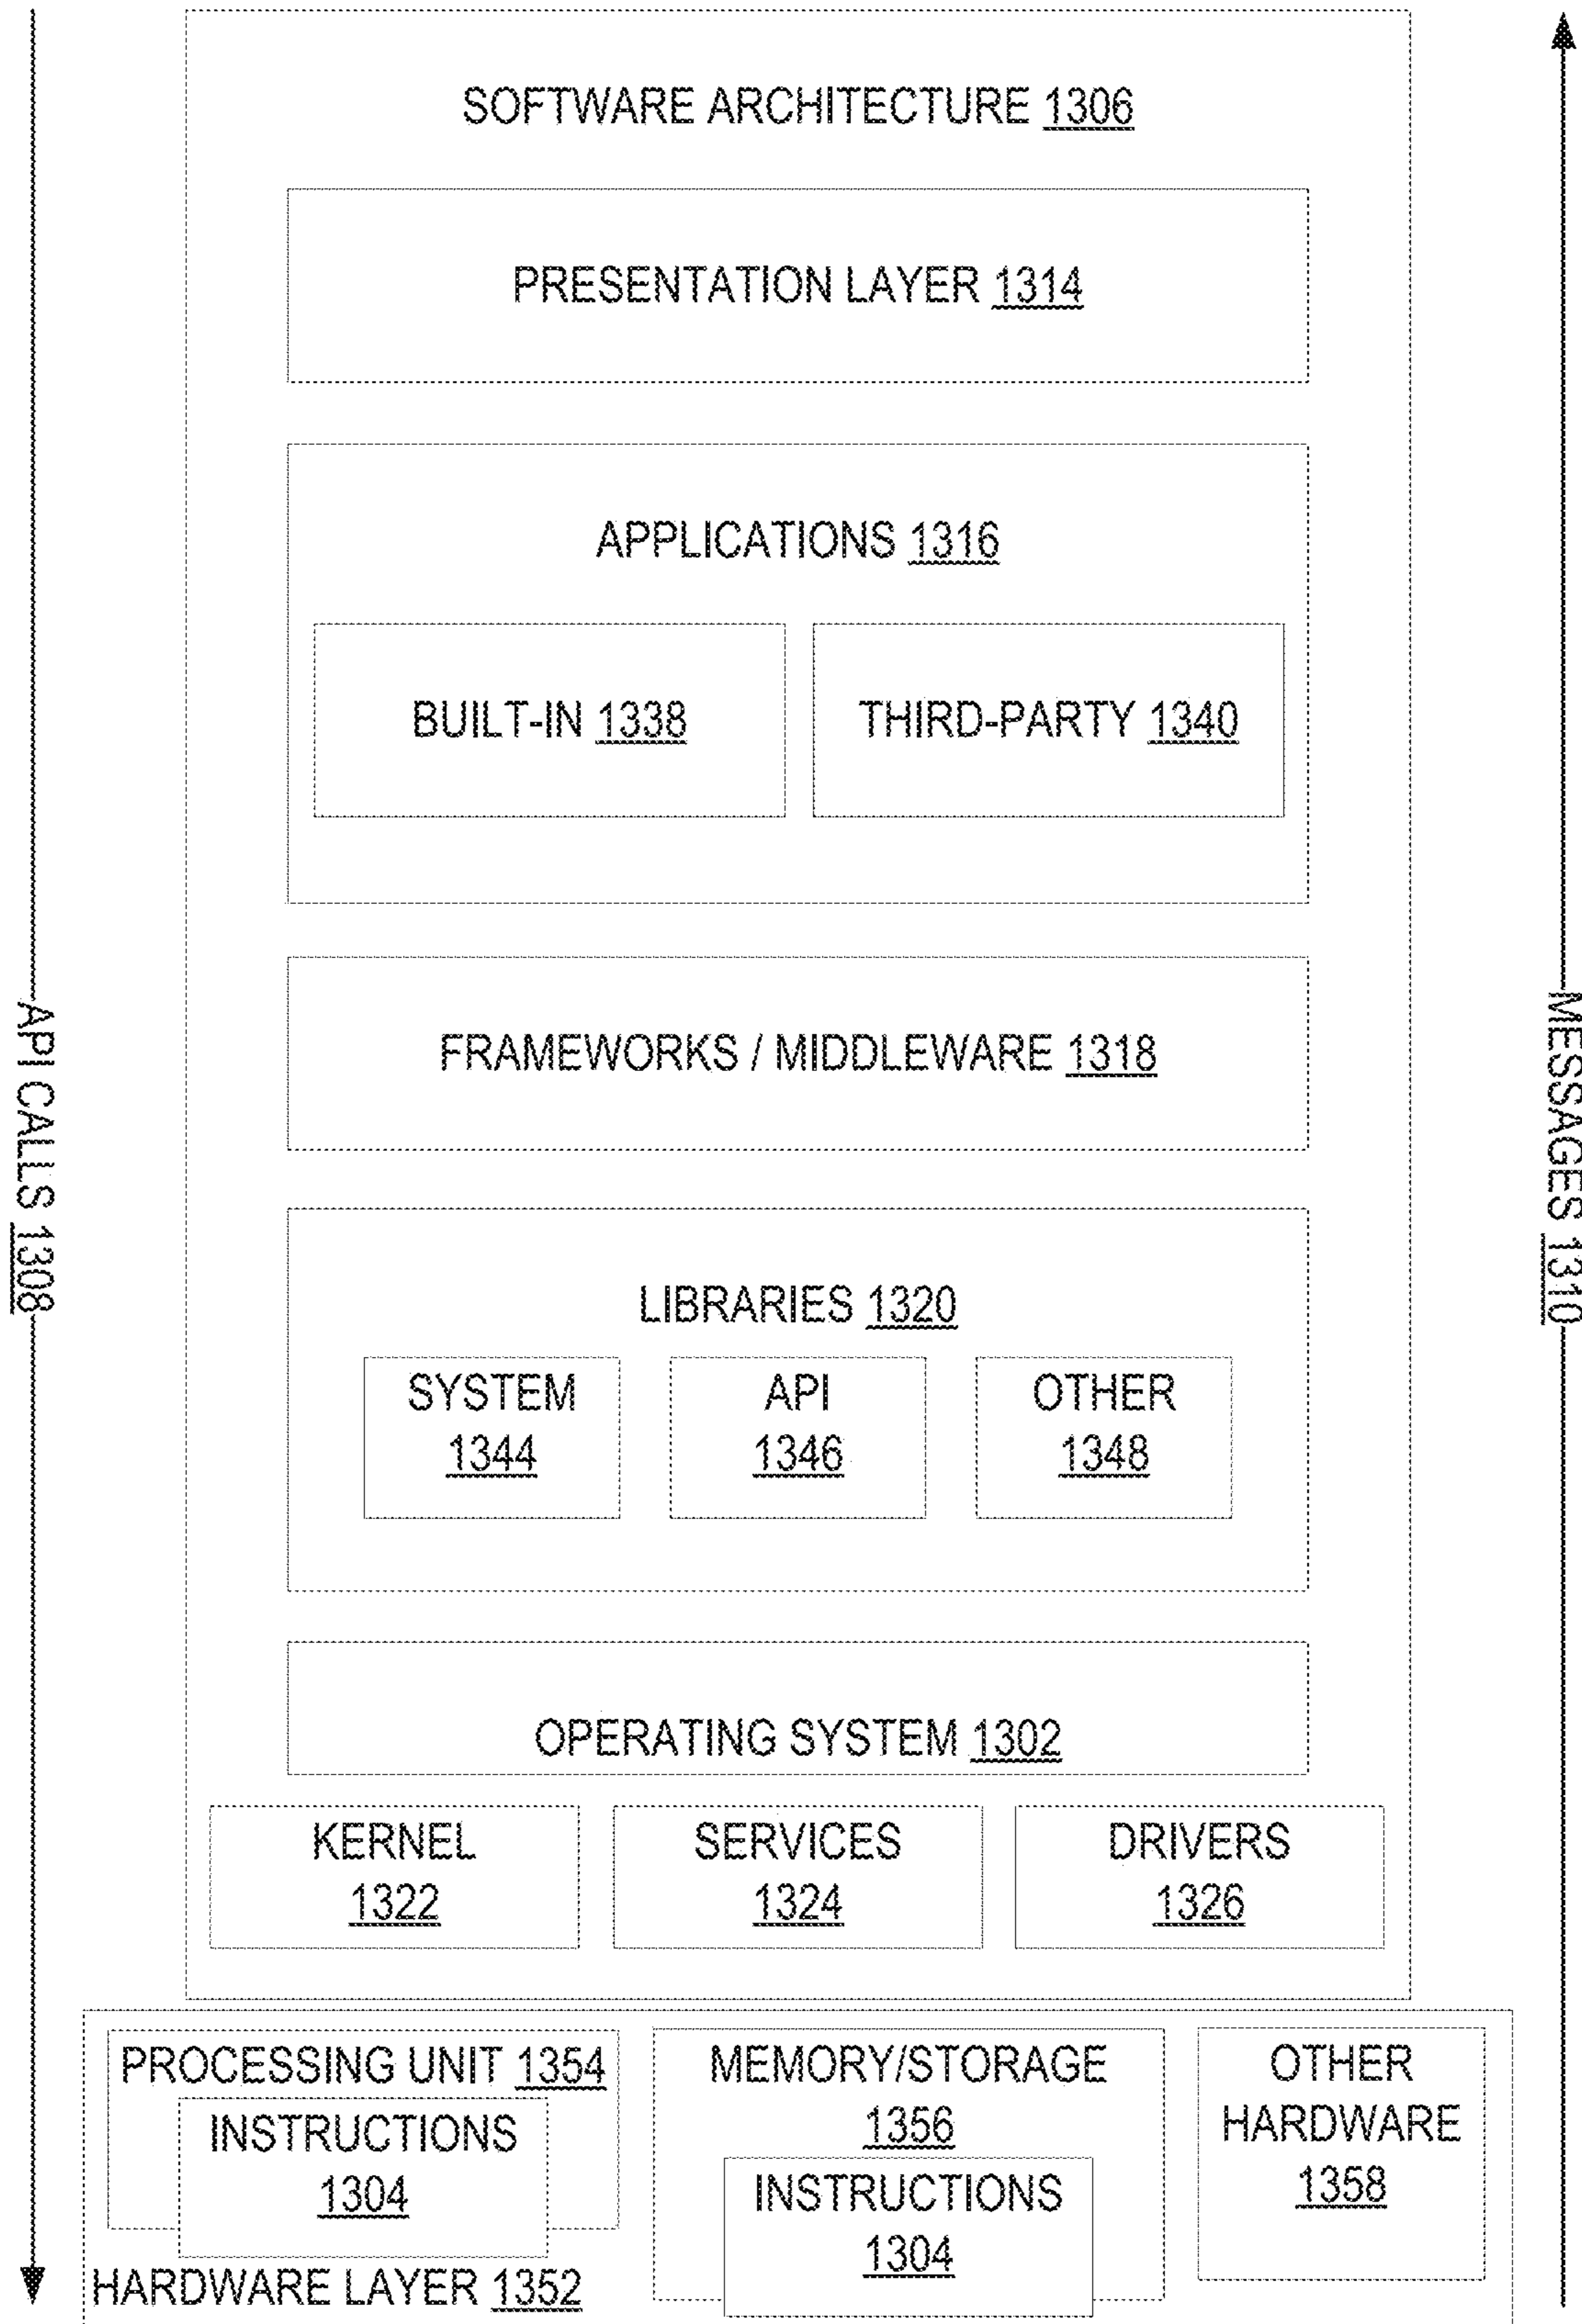 SOFTWARE ARCHITECTURE 1306
PRESENTATION LAYER 1314
APPLICATIONS 1316
BUILT-IN 1338
THIRD-PARTY 1340
FRAMEWORKS / MIDDLEWARE 1318
API CALLS 1308
MESSAGES 1310
LIBRARIES 1320
SYSTEM
1344
API
1346
OTHER
1348
OPERATING SYSTEM 1302
KERNEL
1322
SERVICES
1324
DRIVERS
1326
PROCESSING UNIT 1354
INSTRUCTIONS
1304
MEMORY/STORAGE
1356
INSTRUCTIONS
1304
OTHER
HARDWARE
1358
HARDWARE LAYER 1352